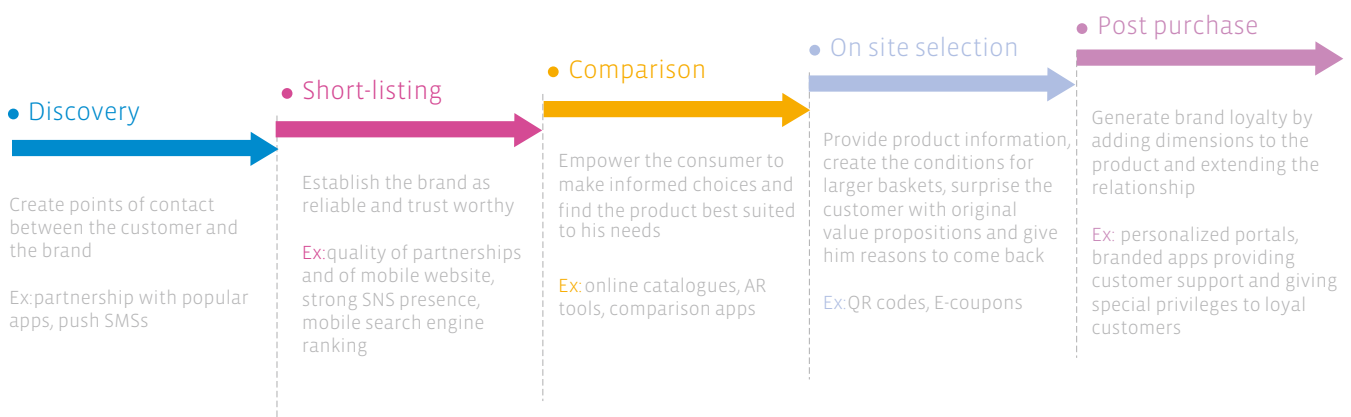 ● Discovery
Create points of contact
between the customer and
the brand
Ex:partnership with popular
apps, push SMSs
● Short-listing
Establish the brand as
reliable and trust worthy
Ex:quality of partnerships
and of mobile website,
strong SNS presence,
mobile search engine
ranking
● Comparison
Empower the consumer to
make informed choices and
find the product best suited
to his needs
Ex: online catalogues, AR
tools, comparison apps
● On site selection
Provide product information,
create the conditions for
larger baskets, surprise the
customer with original
value propositions and give
him reasons to come back
Ex:QR codes, E-coupons
● Post purchase
Generate brand loyalty by
adding dimensions to the
product and extending the
relationship
Ex: personalized portals,
branded apps providing
customer support and giving
special privileges to loyal
customers